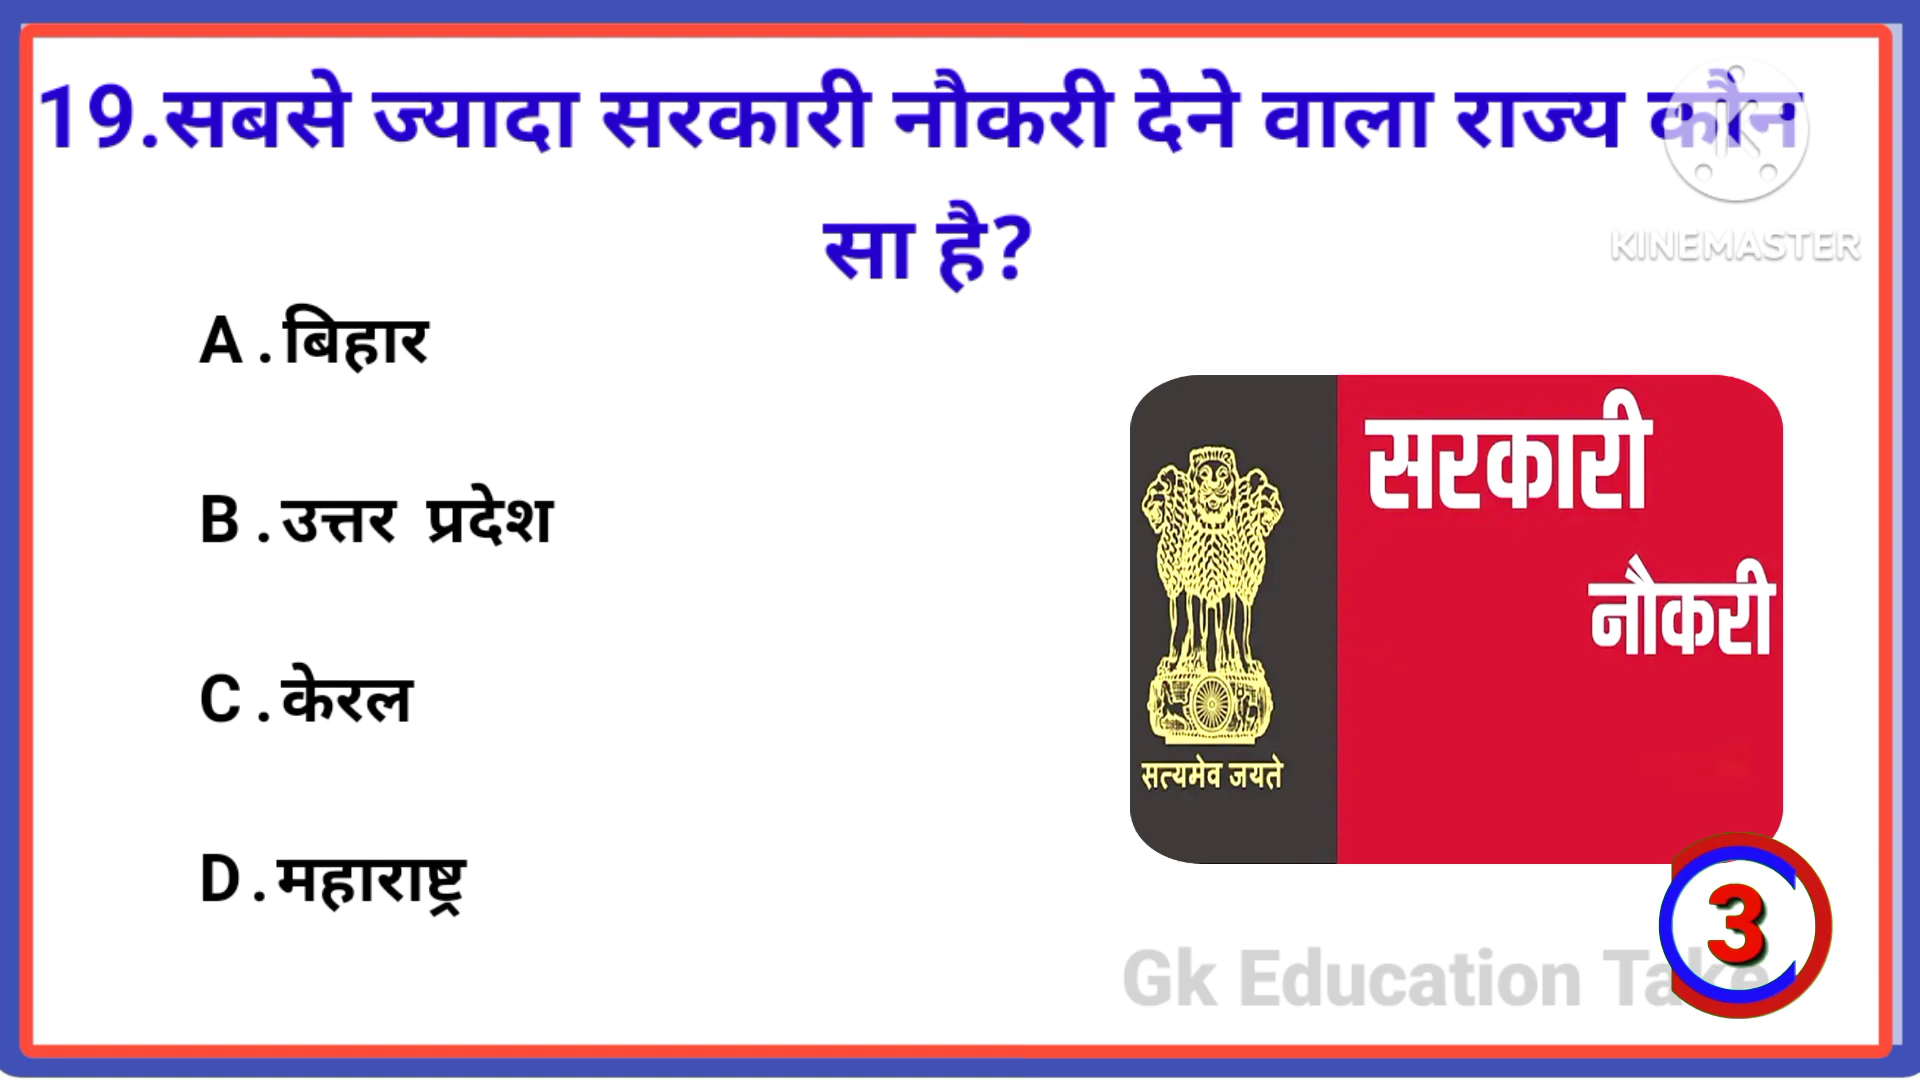 19.सबसे ज्यादा सरकारी नौकरी देने वाला राज्य कौन
सा है?
KINEMASTER
A.बिहार
B.उत्तर प्रदेश
C.केरल
D.महाराष्ट्र
सरकारी
नौकरी
सत्यमेव जयते
3
Gk Education Take